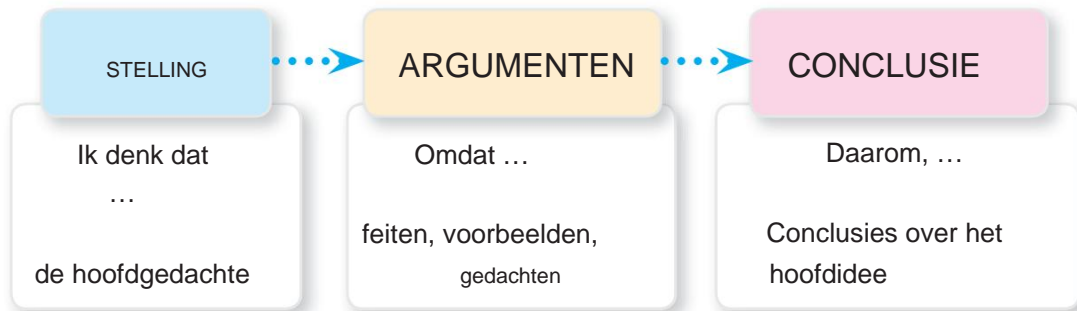 STELLING
ARGUMENTEN
CONCLUSIE
Ik denk dat
…
de hoofdgedachte
Omdat …
feiten, voorbeelden,
gedachten
Daarom, …
Conclusies over het
hoofdidee